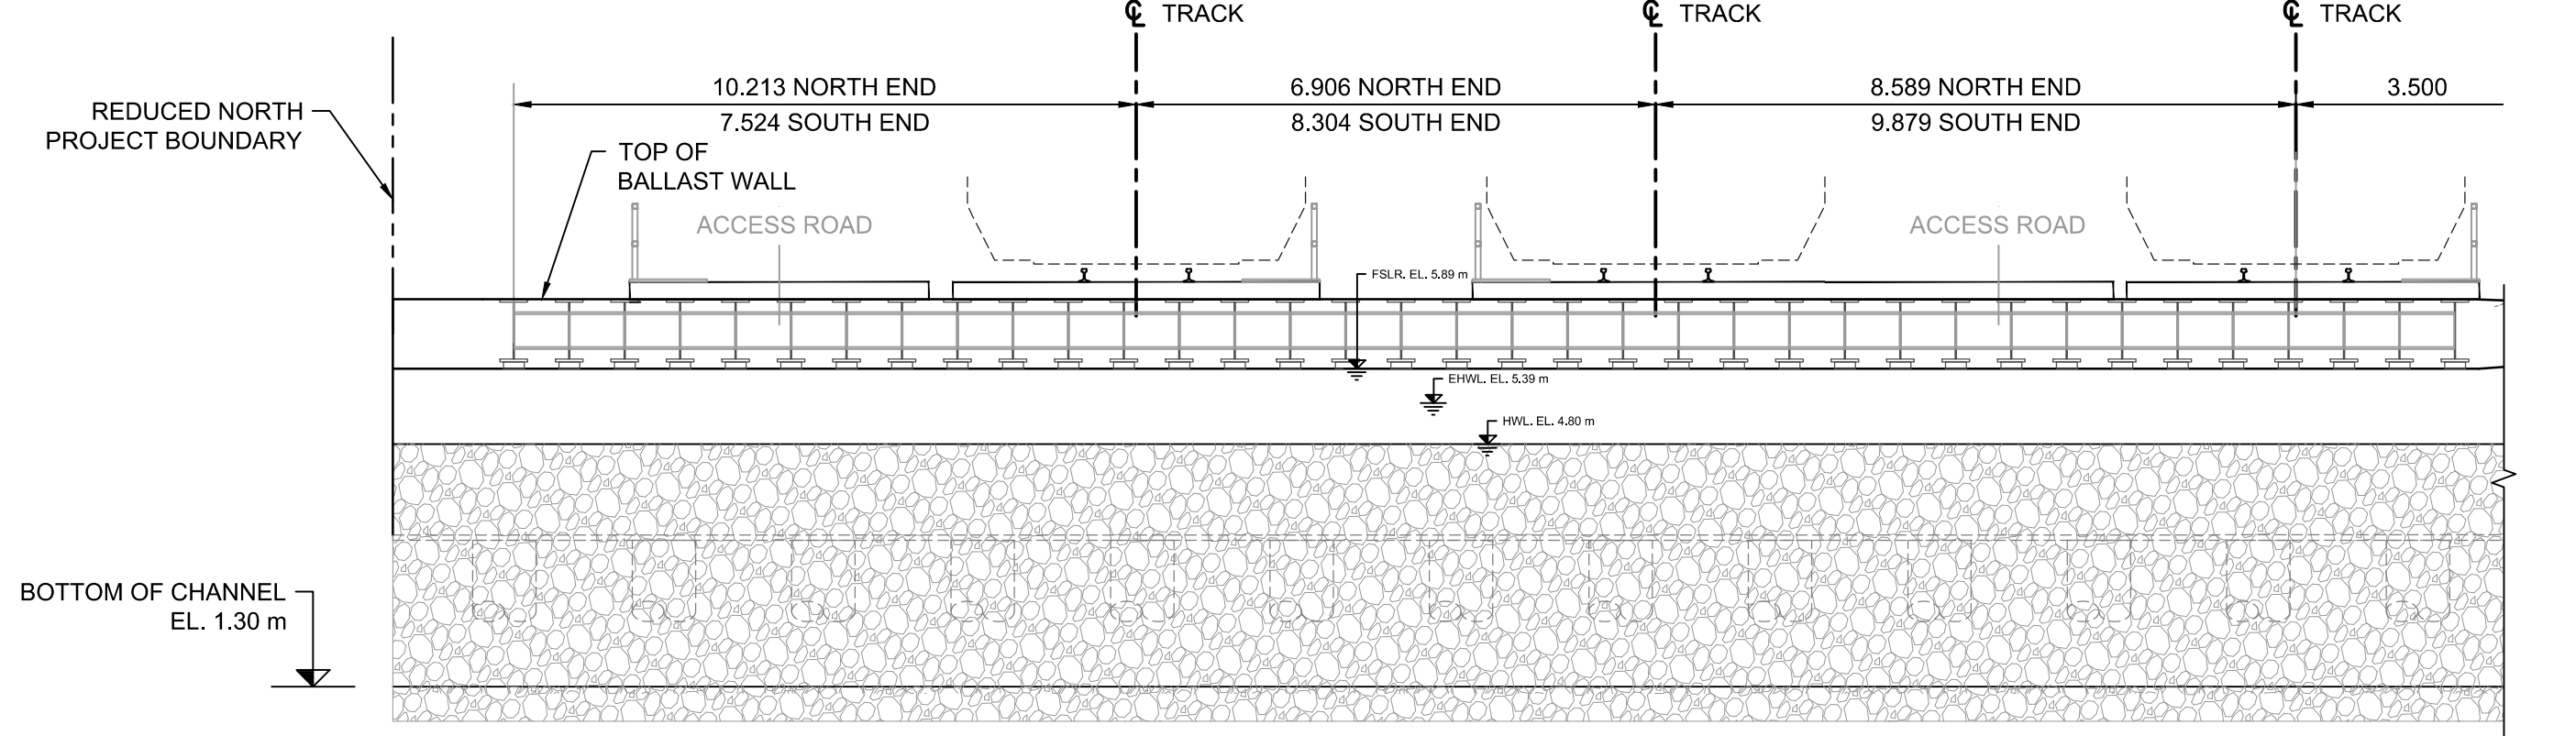 ℄ TRACK
℄ TRACK
℄ TRACK
10.213 NORTH END
7.524 SOUTH END
6.906 NORTH END
8.304 SOUTH END
8.589 NORTH END
9.879 SOUTH END
3.500
REDUCED NORTH
PROJECT BOUNDARY
TOP OF
BALLAST WALL
ACCESS ROAD
ACCESS ROAD
FSLR. EL. 5.89 m
EHWL. EL. 5.39 m
HWL. EL. 4.80 m
BOTTOM OF CHANNEL
EL. 1.30 m